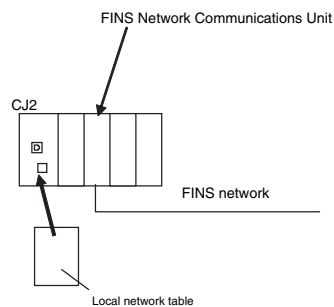 FINS Network Communications Unit
CJ2
D
FINS network
Local network table